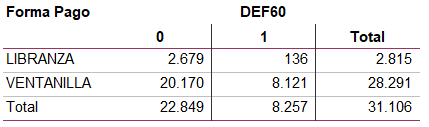 Forma Pago DEF60
0 1 Total
LIBRANZA 2.679 136 2.815
VENTANILLA 20.170 8.121 28.291
Total 22.849 8.257 31.106